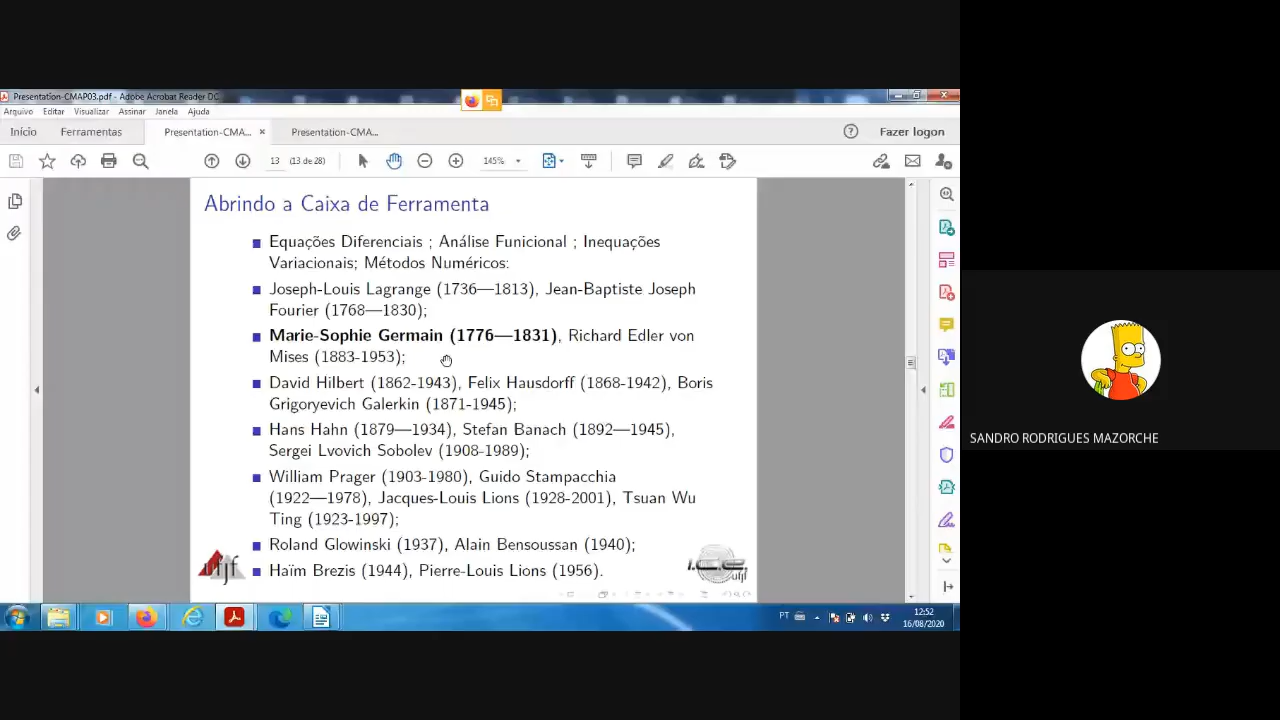 Presentation-CMAP03.pdf - Adobe Acrobat Reader DC
Arquivo Editar Visualizar Assinar Janela Ajuda
Início Ferramentas Presentation-CMA... × Presentation-CMA... Fazer logon
13 (13 de 28) 145%
Abrindo a Caixa de Ferramenta
Equações Diferenciais ; Análise Funicional ; Inequações
Variacionais; Métodos Numéricos:
Joseph-Louis Lagrange (1736—1813), Jean-Baptiste Joseph
Fourier (1768—1830);
Marie-Sophie Germain (1776—1831), Richard Edler von
Mises (1883-1953);
David Hilbert (1862-1943), Felix Hausdorff (1868-1942), Boris
Grigoryevich Galerkin (1871-1945);
Hans Hahn (1879—1934), Stefan Banach (1892—1945),
Sergei Lvovich Sobolev (1908-1989);
William Prager (1903-1980), Guido Stampacchia
(1922—1978), Jacques-Louis Lions (1928-2001), Tsuan Wu
Ting (1923-1997);
Roland Glowinski (1937), Alain Bensoussan (1940);
Haïm Brezis (1944), Pierre-Louis Lions (1956).
ufjf
i.c.e.
ufjf
PT
12:52
16/08/2020
SANDRO RODRIGUES MAZORCHE